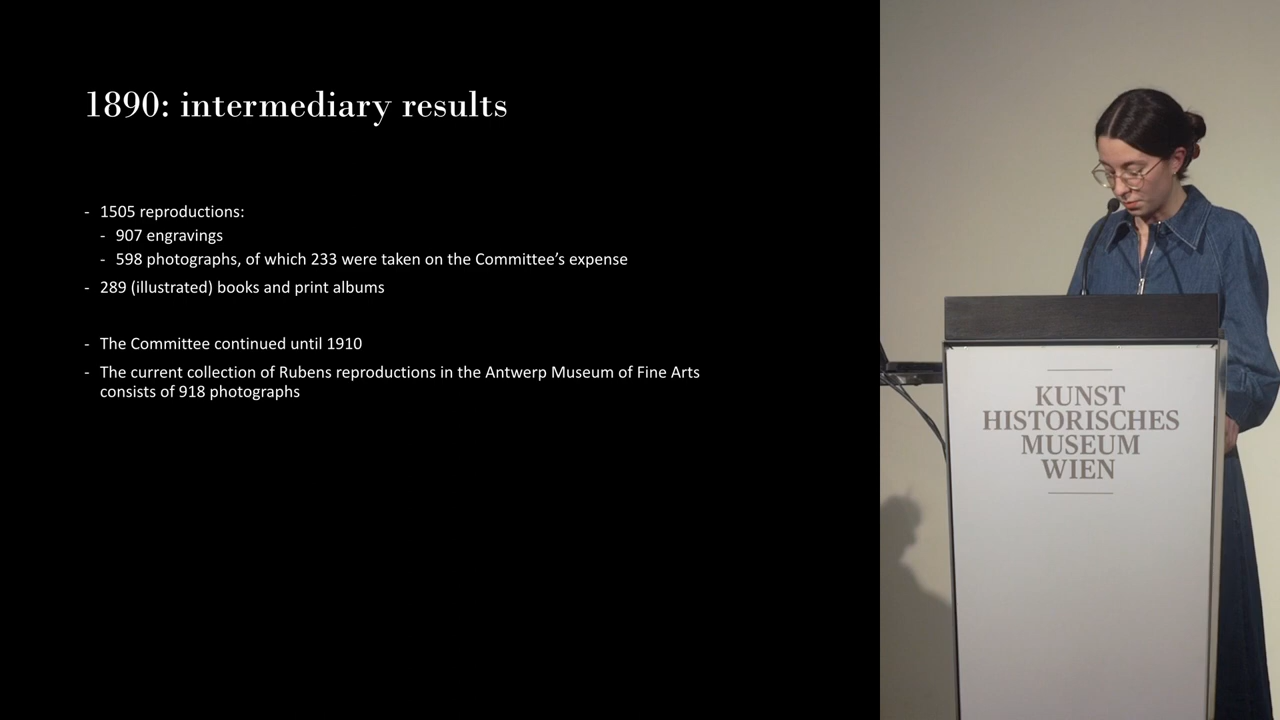 1890: intermediary results
- 1505 reproductions:
- 907 engravings
- 598 photographs, of which 233 were taken on the Committee’s expense
- 289 (illustrated) books and print albums
- The Committee continued until 1910
- The current collection of Rubens reproductions in the Antwerp Museum of Fine Arts
consists of 918 photographs
KUNST
HISTORISCHES
MUSEUM
WIEN